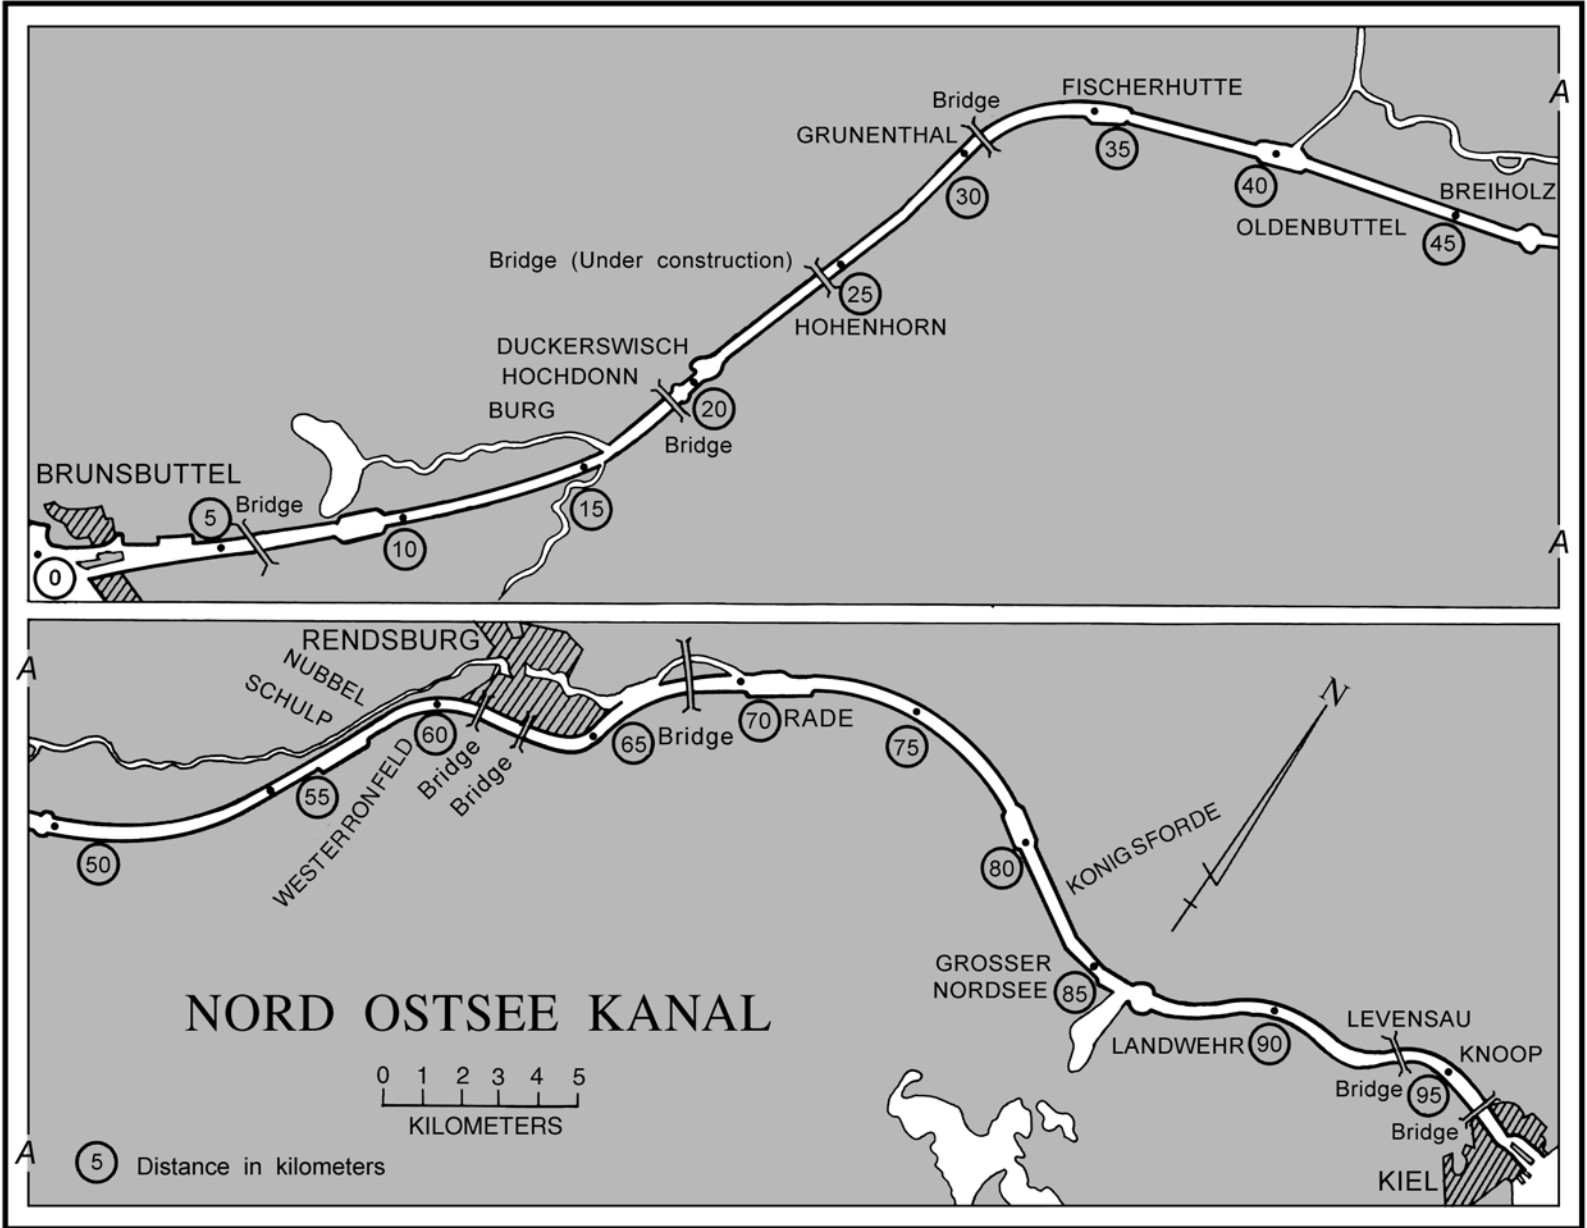 Bridge
FISCHERHUTTE
A
GRUNENTHAL
35
30
40
BREIHOLZ
OLDENBUTTEL
45
Bridge (Under construction)
25
HOHENHORN
DUCKERSWISCH
HOCHDONN
BURG
20
Bridge
BRUNSBUTTEL
5
Bridge
15
10
A
0
A
RENDSBURG
NUBBEL
SCHULP
60
65
Bridge
70
RADE
75
N
55
WESTERRONFELD
Bridge
Bridge
50
80
KONIGSFORDE
GROSSER
NORDSEE
85
NORD OSTSEE KANAL
LANDWEHR
90
LEVENSAU
KNOOP
Bridge
95
Bridge
KIEL
0 1 2 3 4 5
KILOMETERS
A
5
Distance in kilometers